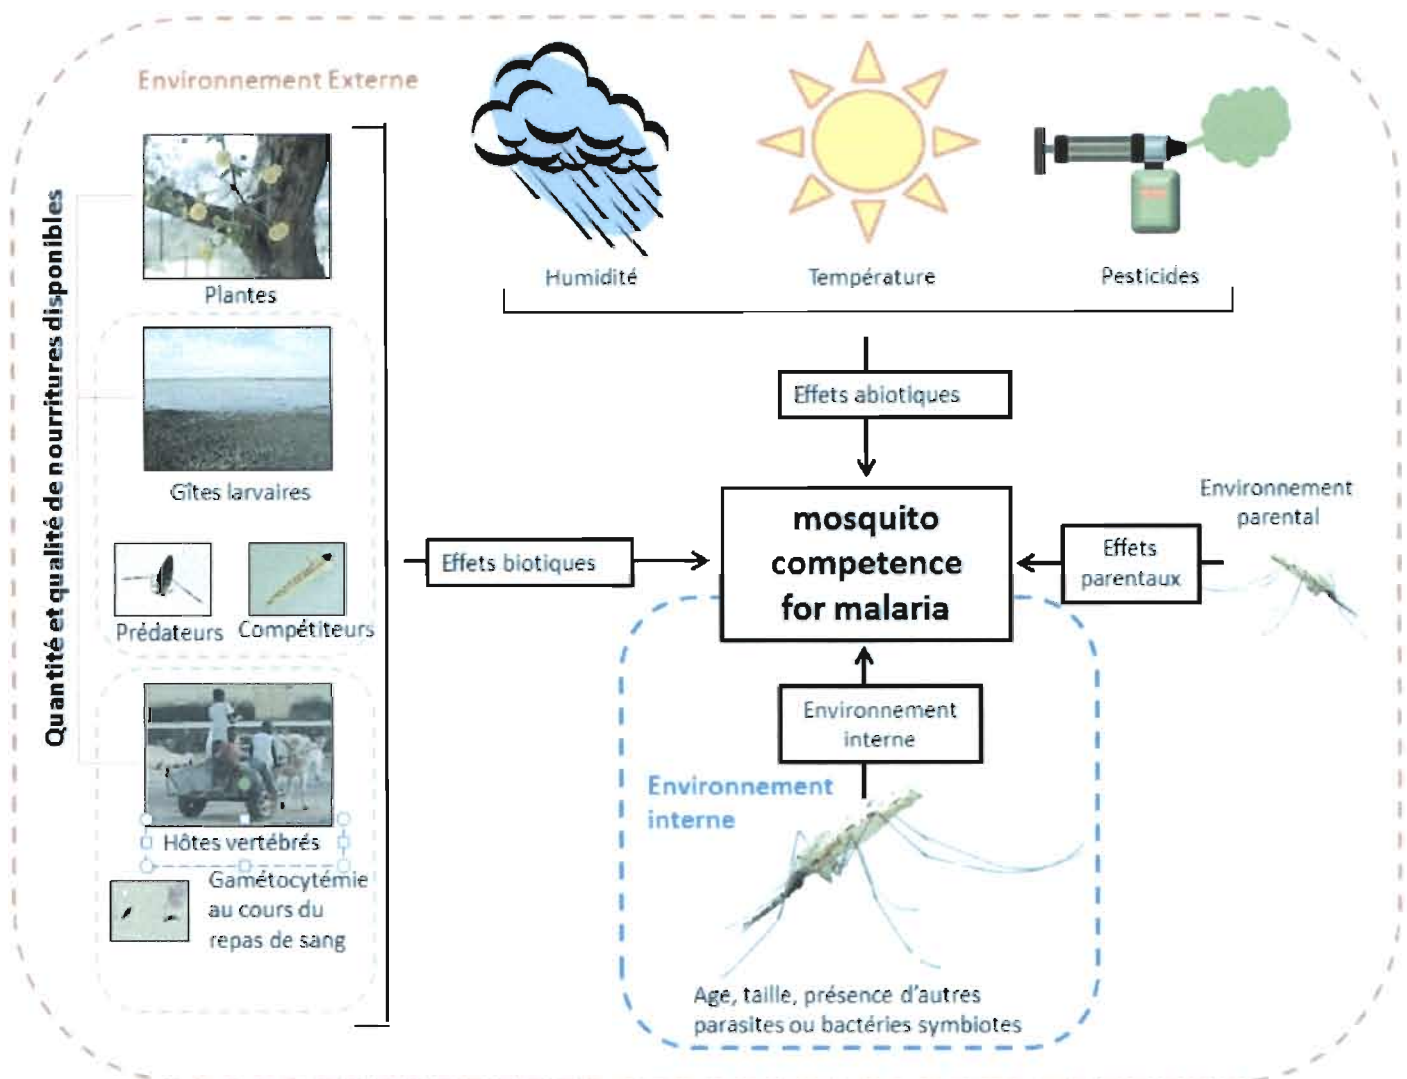 Environnement Externe
Quantité et qualité de nourritures disponibles
Plantes
Gîtes larvaires
Prédateurs
Compétiteurs
Hôtes vertébrés
Gamétocytémie
au cours du
repas de sang
Humidité
Température
Pesticides
Effets abiotiques
Effets biotiques
mosquito
competence
for malaria
Effets
parentaux
Environnement
parental
Environnement
interne
Environnement
interne
Age, taille, présence d'autres
parasites ou bactéries symbiotes